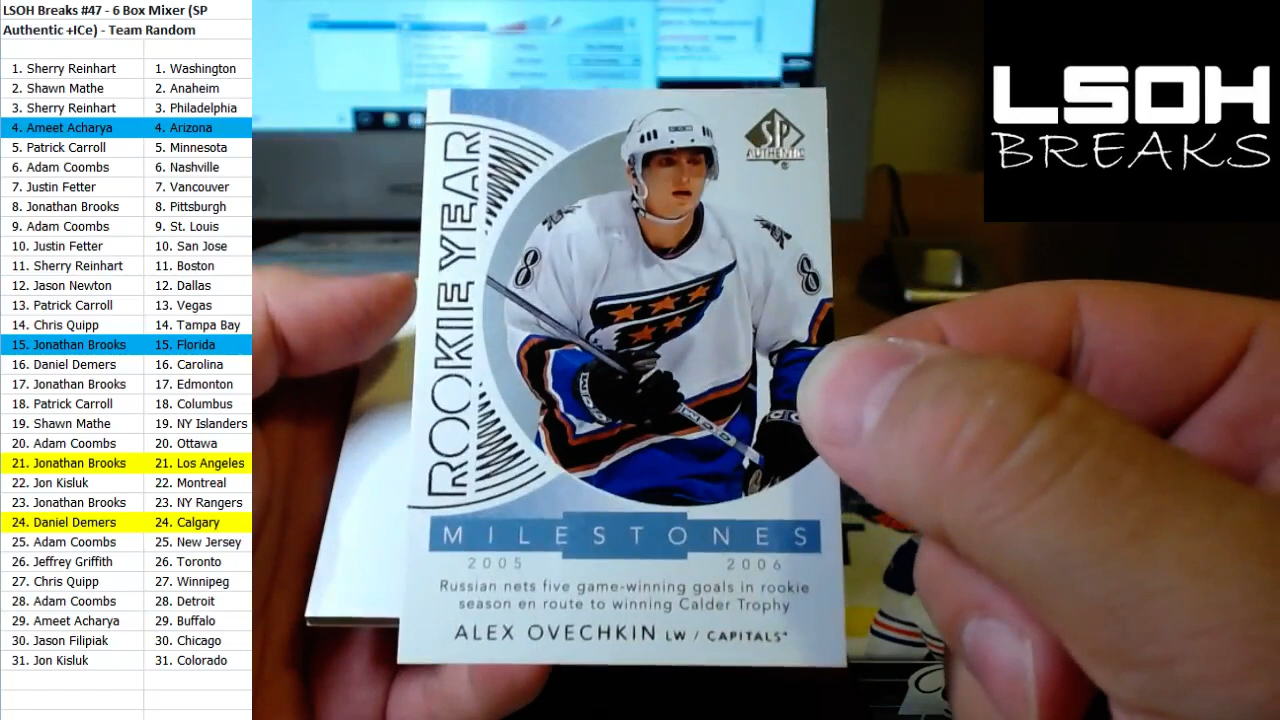 LSOH Breaks #47 - 6 Box Mixer (SP
Authentic +ICe) - Team Random
1. Sherry Reinhart 1. Washington
2. Shawn Mathe 2. Anaheim
3. Sherry Reinhart 3. Philadelphia
4. Ameet Acharya 4. Arizona
5. Patrick Carroll 5. Minnesota
6. Adam Coombs 6. Nashville
7. Justin Fetter 7. Vancouver
8. Jonathan Brooks 8. Pittsburgh
9. Adam Coombs 9. St. Louis
10. Justin Fetter 10. San Jose
11. Sherry Reinhart 11. Boston
12. Jason Newton 12. Dallas
13. Patrick Carroll 13. Vegas
14. Chris Quipp 14. Tampa Bay
15. Jonathan Brooks 15. Florida
16. Daniel Demers 16. Carolina
17. Jonathan Brooks 17. Edmonton
18. Patrick Carroll 18. Columbus
19. Shawn Mathe 19. NY Islanders
20. Adam Coombs 20. Ottawa
21. Jonathan Brooks 21. Los Angeles
22. Jon Kisluk 22. Montreal
23. Jonathan Brooks 23. NY Rangers
24. Daniel Demers 24. Calgary
25. Adam Coombs 25. New Jersey
26. Jeffrey Griffith 26. Toronto
27. Chris Quipp 27. Winnipeg
28. Adam Coombs 28. Detroit
29. Ameet Acharya 29. Buffalo
30. Jason Filipiak 30. Chicago
31. Jon Kisluk 31. Colorado
SP
AUTHENTIC
ROOKIE YEAR
8
8
MILESTONES
2005 2006
Russian nets five game-winning goals in rookie
season en route to winning Calder Trophy
ALEX OVECHKIN LW / CAPITALS
LSOH
BREAKS